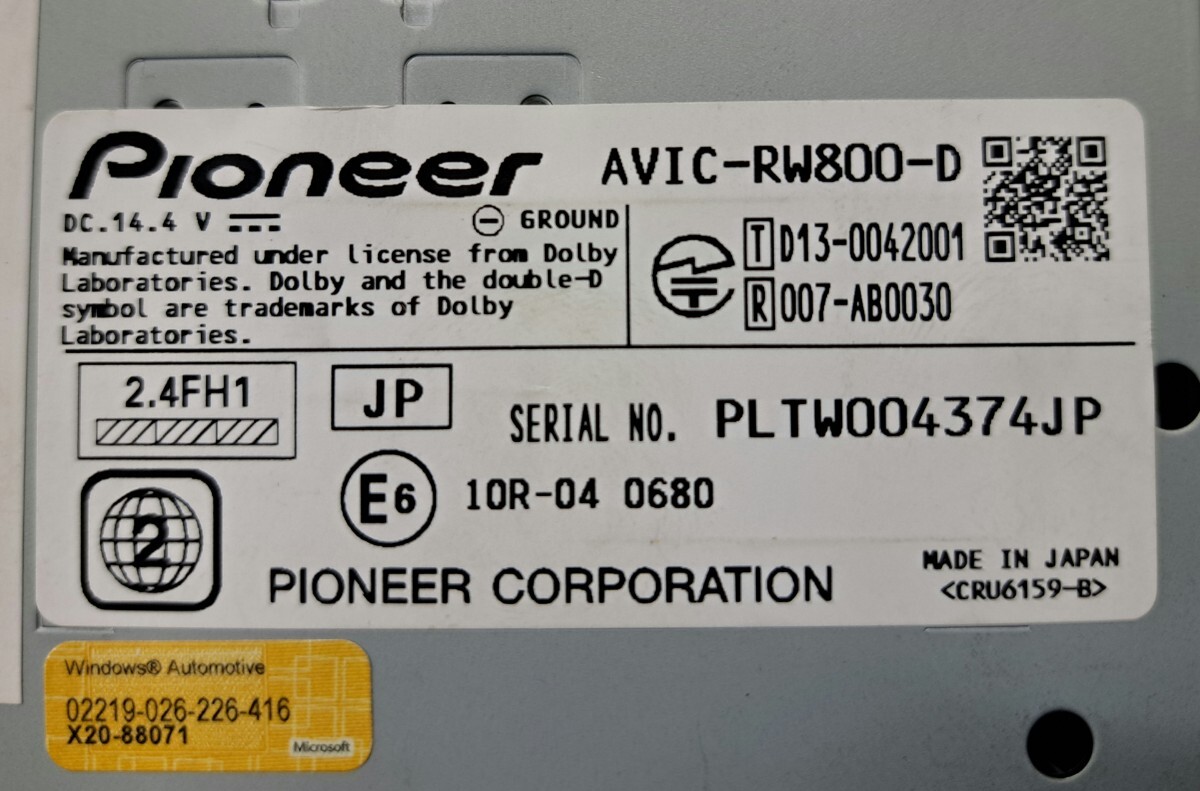 Pioneer AVIC-RW800-D
DC.14.4 V GROUND
Manufactured under license from Dolby
Laboratories. Dolby and the double-D
symbol are trademarks of Dolby
Laboratories.
T D13-0042001
R 007-AB0030
2.4FH1
JP
SERIAL NO. PLTW004374JP
2
E6 10R-04 0680
PIONEER CORPORATION
MADE IN JAPAN
<CRU6159-B>
Windows® Automotive
02219-026-226-416
X20-88071
Microsoft